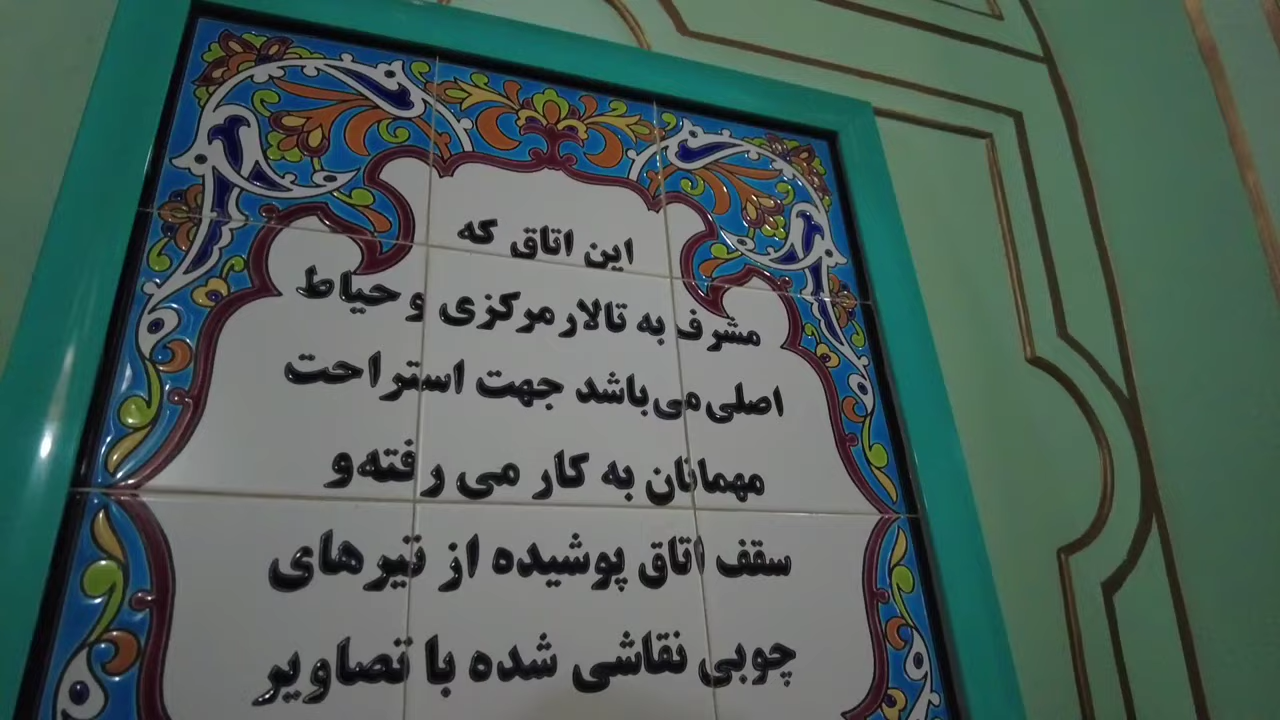 این اتاق که
مشرف به تالار مرکزی و حیاط
اصلی می‌باشد جهت استراحت
مهمانان به کار می رفته و
سقف اتاق پوشیده از تیرهای
چوبی نقاشی شده با تصاویر